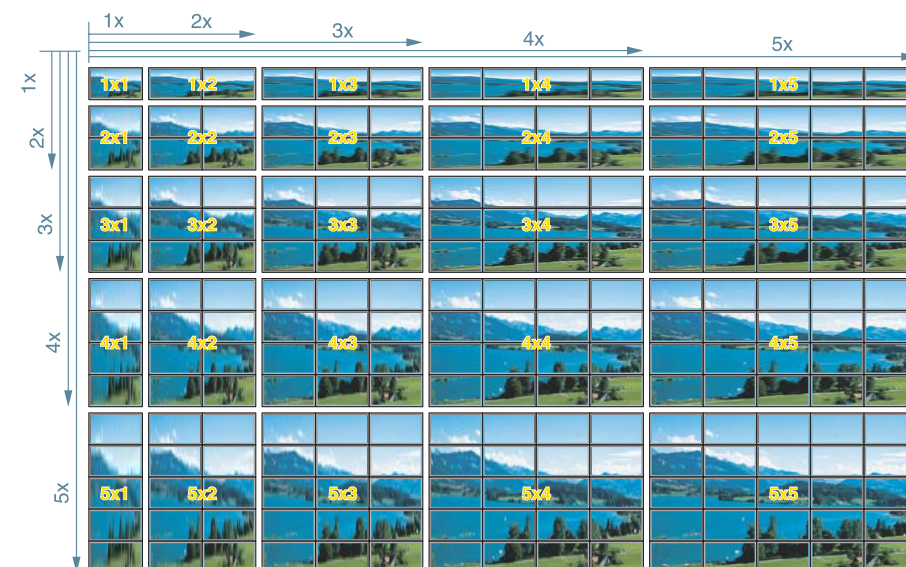 1x 2x 3x 4x 5x
1x
2x
3x
4x
5x
1x1 1x2 1x3 1x4 1x5
2x1 2x2 2x3 2x4 2x5
3x1 3x2 3x3 3x4 3x5
4x1 4x2 4x3 4x4 4x5
5x1 5x2 5x3 5x4 5x5